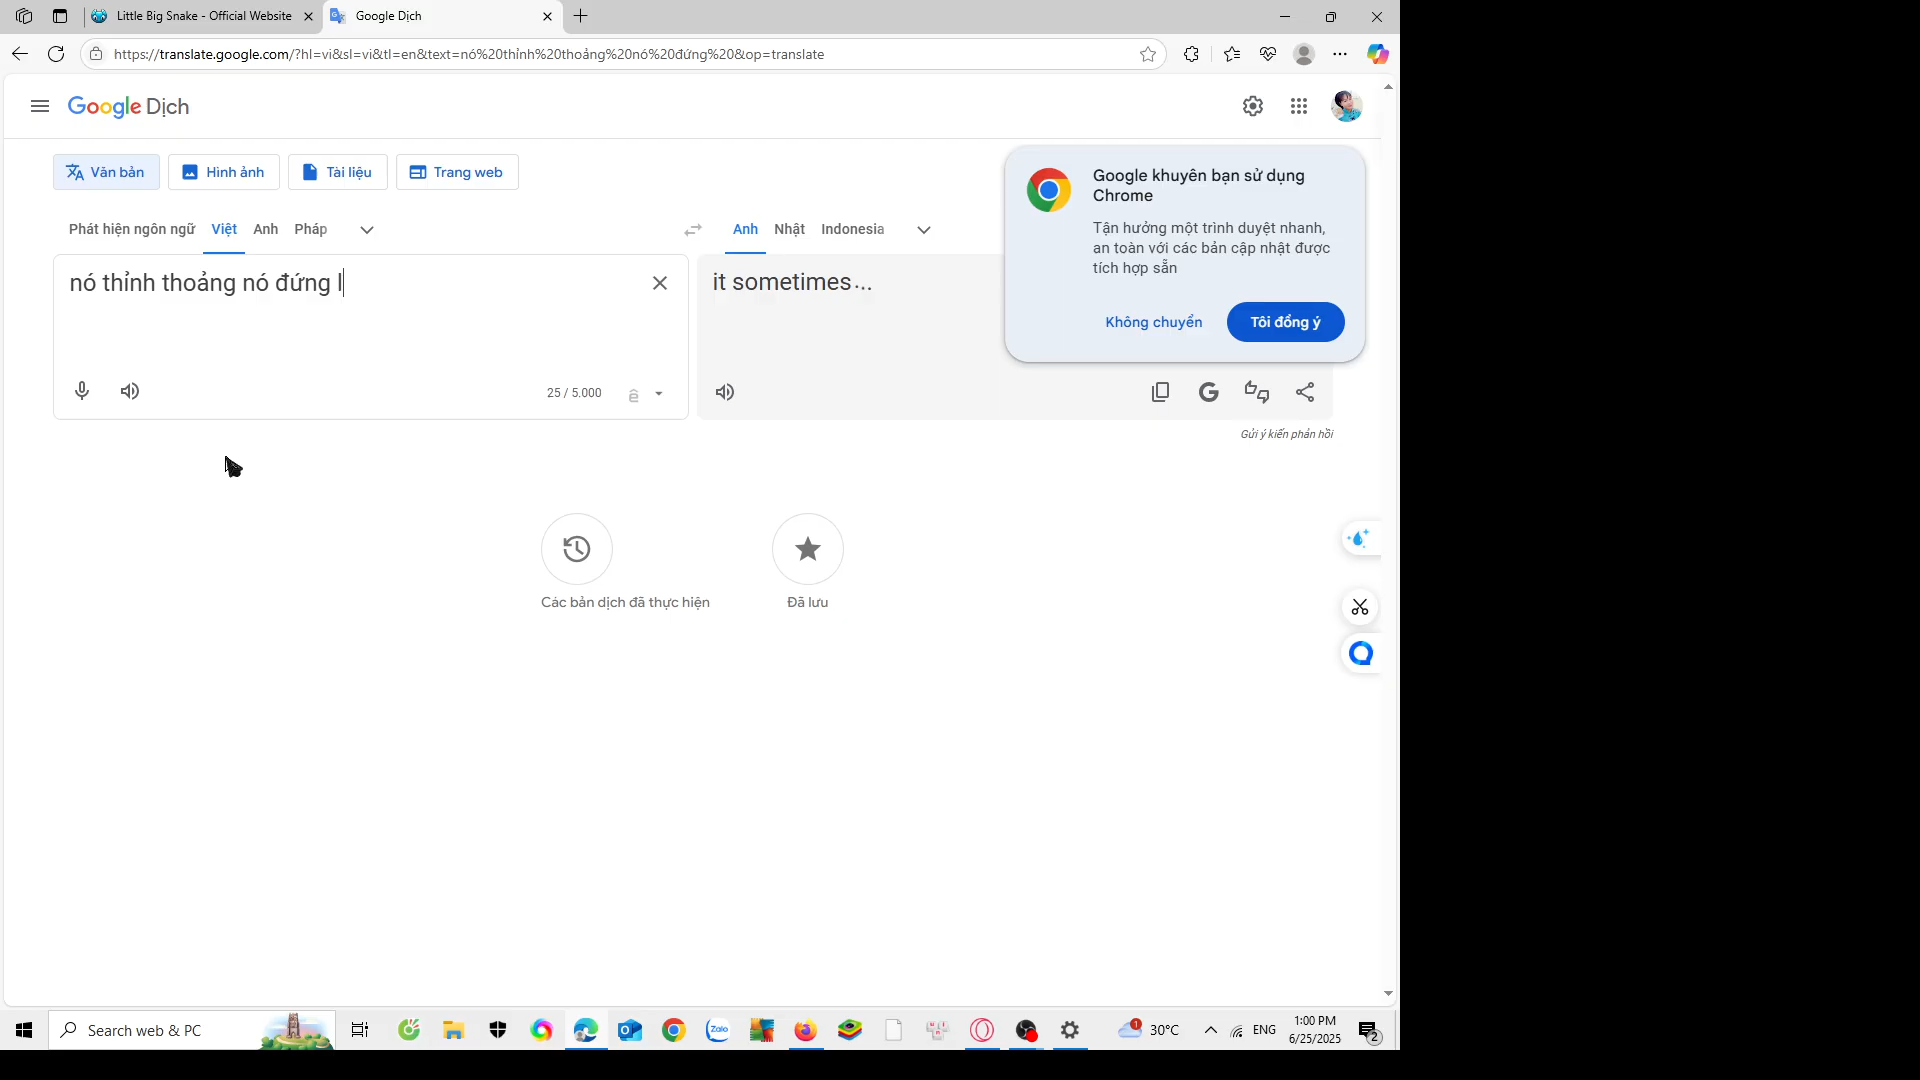 Little Big Snake - Official Website
Google Dịch
https://translate.google.com/?hl=vi&sl=vi&tl=en&text=nó%20thỉnh%20thoảng%20nó%20đứng%20&op=translate
Google Dịch
Văn bản
Hình ảnh
Tài liệu
Trang web
Google khuyên bạn sử dụng
Chrome
Tận hưởng một trình duyệt nhanh,
an toàn với các bản cập nhật được
tích hợp sẵn
Không chuyển
Tôi đồng ý
Phát hiện ngôn ngữ
Việt
Anh
Pháp
Anh
Nhật
Indonesia
nó thỉnh thoảng nó đứng l
it sometimes...
25 / 5.000
Gửi ý kiến phản hồi
Các bản dịch đã thực hiện
Đã lưu
Search web & PC
Zalo
1
30°C
ENG
1:00 PM
6/25/2025
2